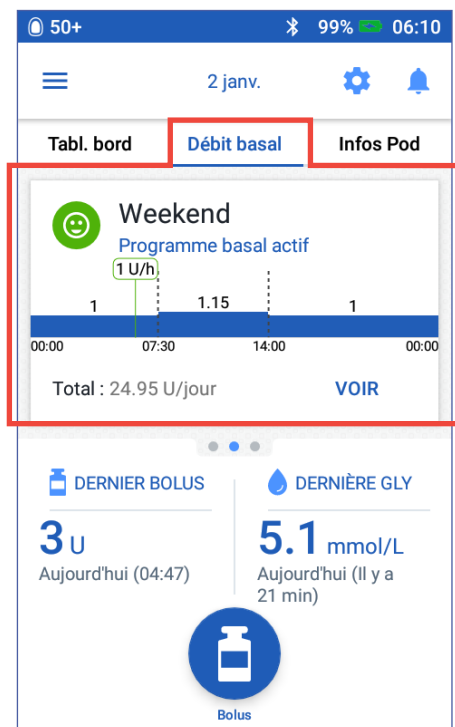 50+ 99% 06:10
2 janv.
Tabl. bord Débit basal Infos Pod
Weekend
Programme basal actif
1 U/h
1 1.15 1
00:00 07:30 14:00 00:00
Total : 24.95 U/jour VOIR
DERNIER BOLUS DERNIÈRE GLY
3 U 5.1 mmol/L
Aujourd'hui (04:47) Aujourd'hui (Il y a
21 min)
Bolus